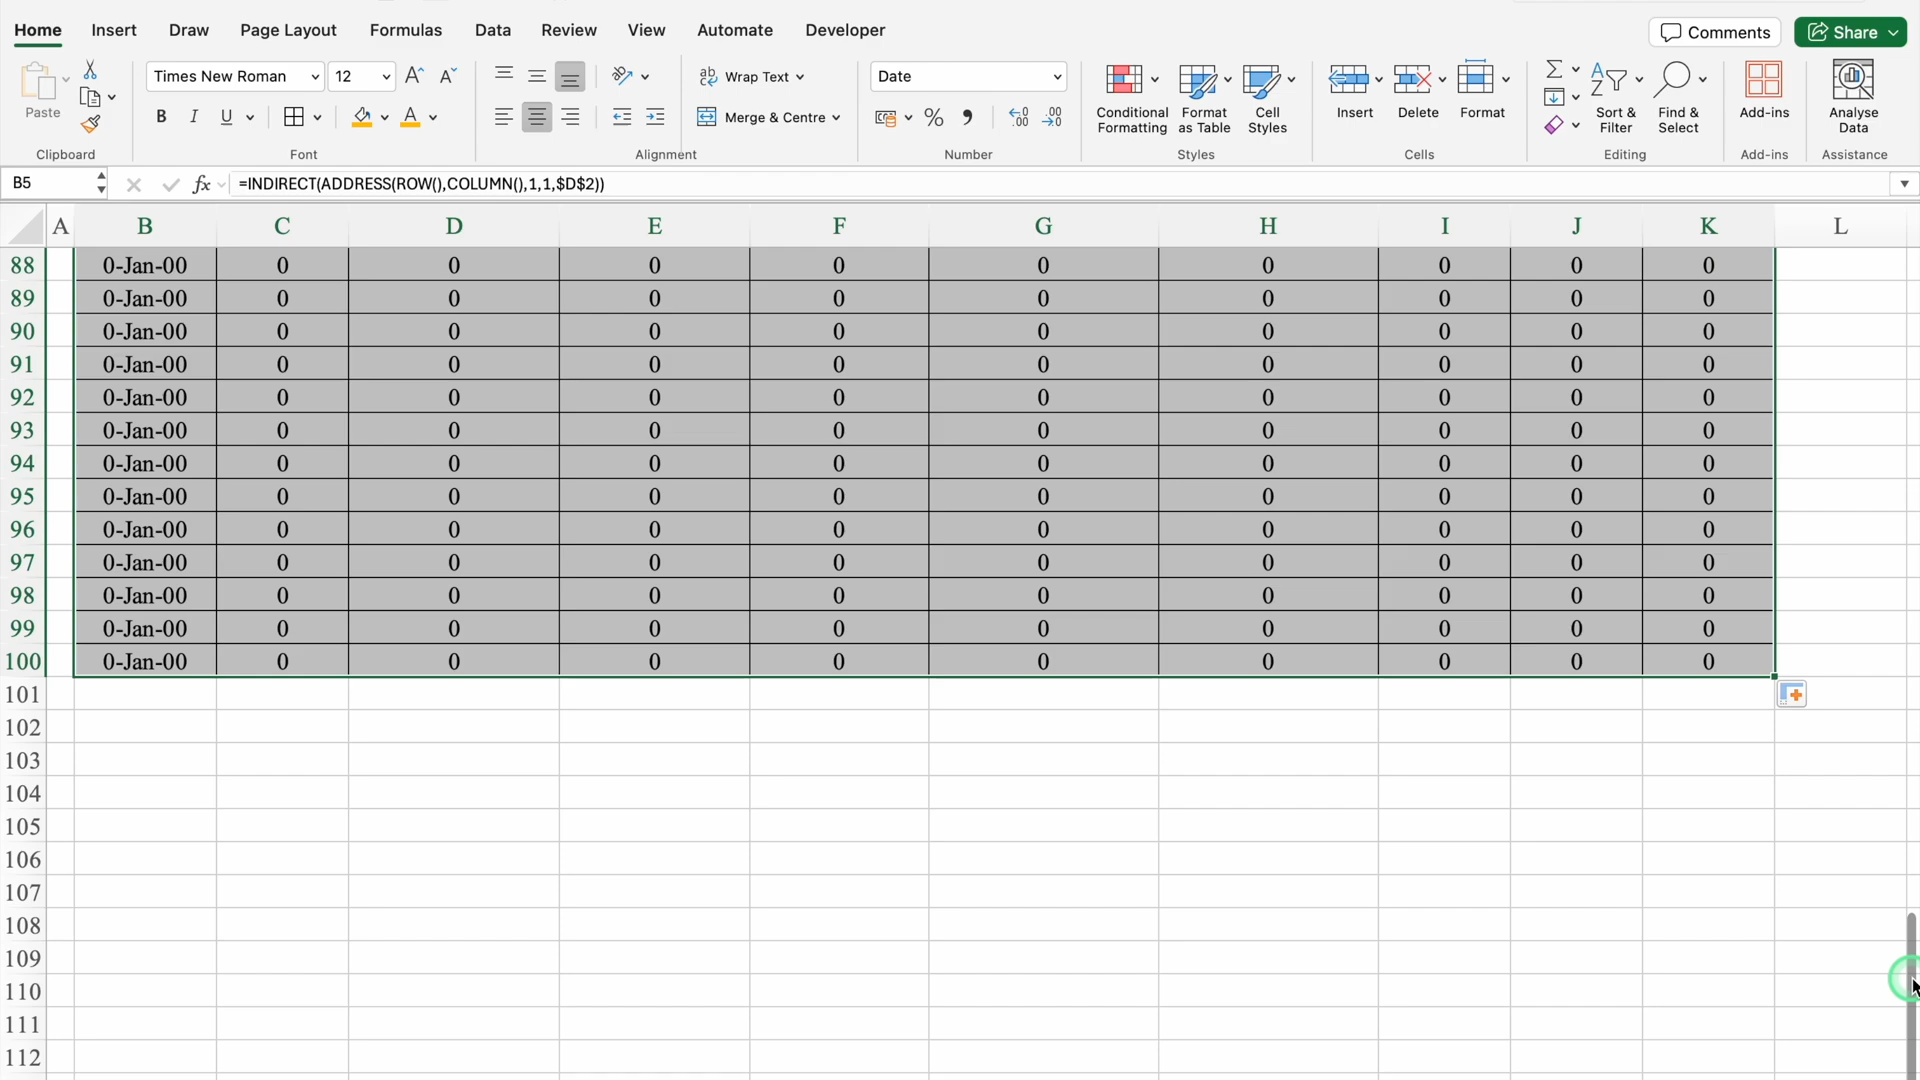 Home Insert Draw Page Layout Formulas Data Review View Automate Developer Comments Share
Paste Times New Roman 12 Wrap Text Date
B I U A Merge & Centre % , Conditional Formatting Format as Table Cell Styles Insert Delete Format Sort & Filter Find & Select Add-ins Analyse Data
Clipboard Font Alignment Number Styles Cells Editing Add-ins Assistance
B5 fx =INDIRECT(ADDRESS(ROW(),COLUMN(),1,1,$D$2))
A B C D E F G H I J K L
88 0-Jan-00 0 0 0 0 0 0 0 0 0
89 0-Jan-00 0 0 0 0 0 0 0 0 0
90 0-Jan-00 0 0 0 0 0 0 0 0 0
91 0-Jan-00 0 0 0 0 0 0 0 0 0
92 0-Jan-00 0 0 0 0 0 0 0 0 0
93 0-Jan-00 0 0 0 0 0 0 0 0 0
94 0-Jan-00 0 0 0 0 0 0 0 0 0
95 0-Jan-00 0 0 0 0 0 0 0 0 0
96 0-Jan-00 0 0 0 0 0 0 0 0 0
97 0-Jan-00 0 0 0 0 0 0 0 0 0
98 0-Jan-00 0 0 0 0 0 0 0 0 0
99 0-Jan-00 0 0 0 0 0 0 0 0 0
100 0-Jan-00 0 0 0 0 0 0 0 0 0
101
102
103
104
105
106
107
108
109
110
111
112